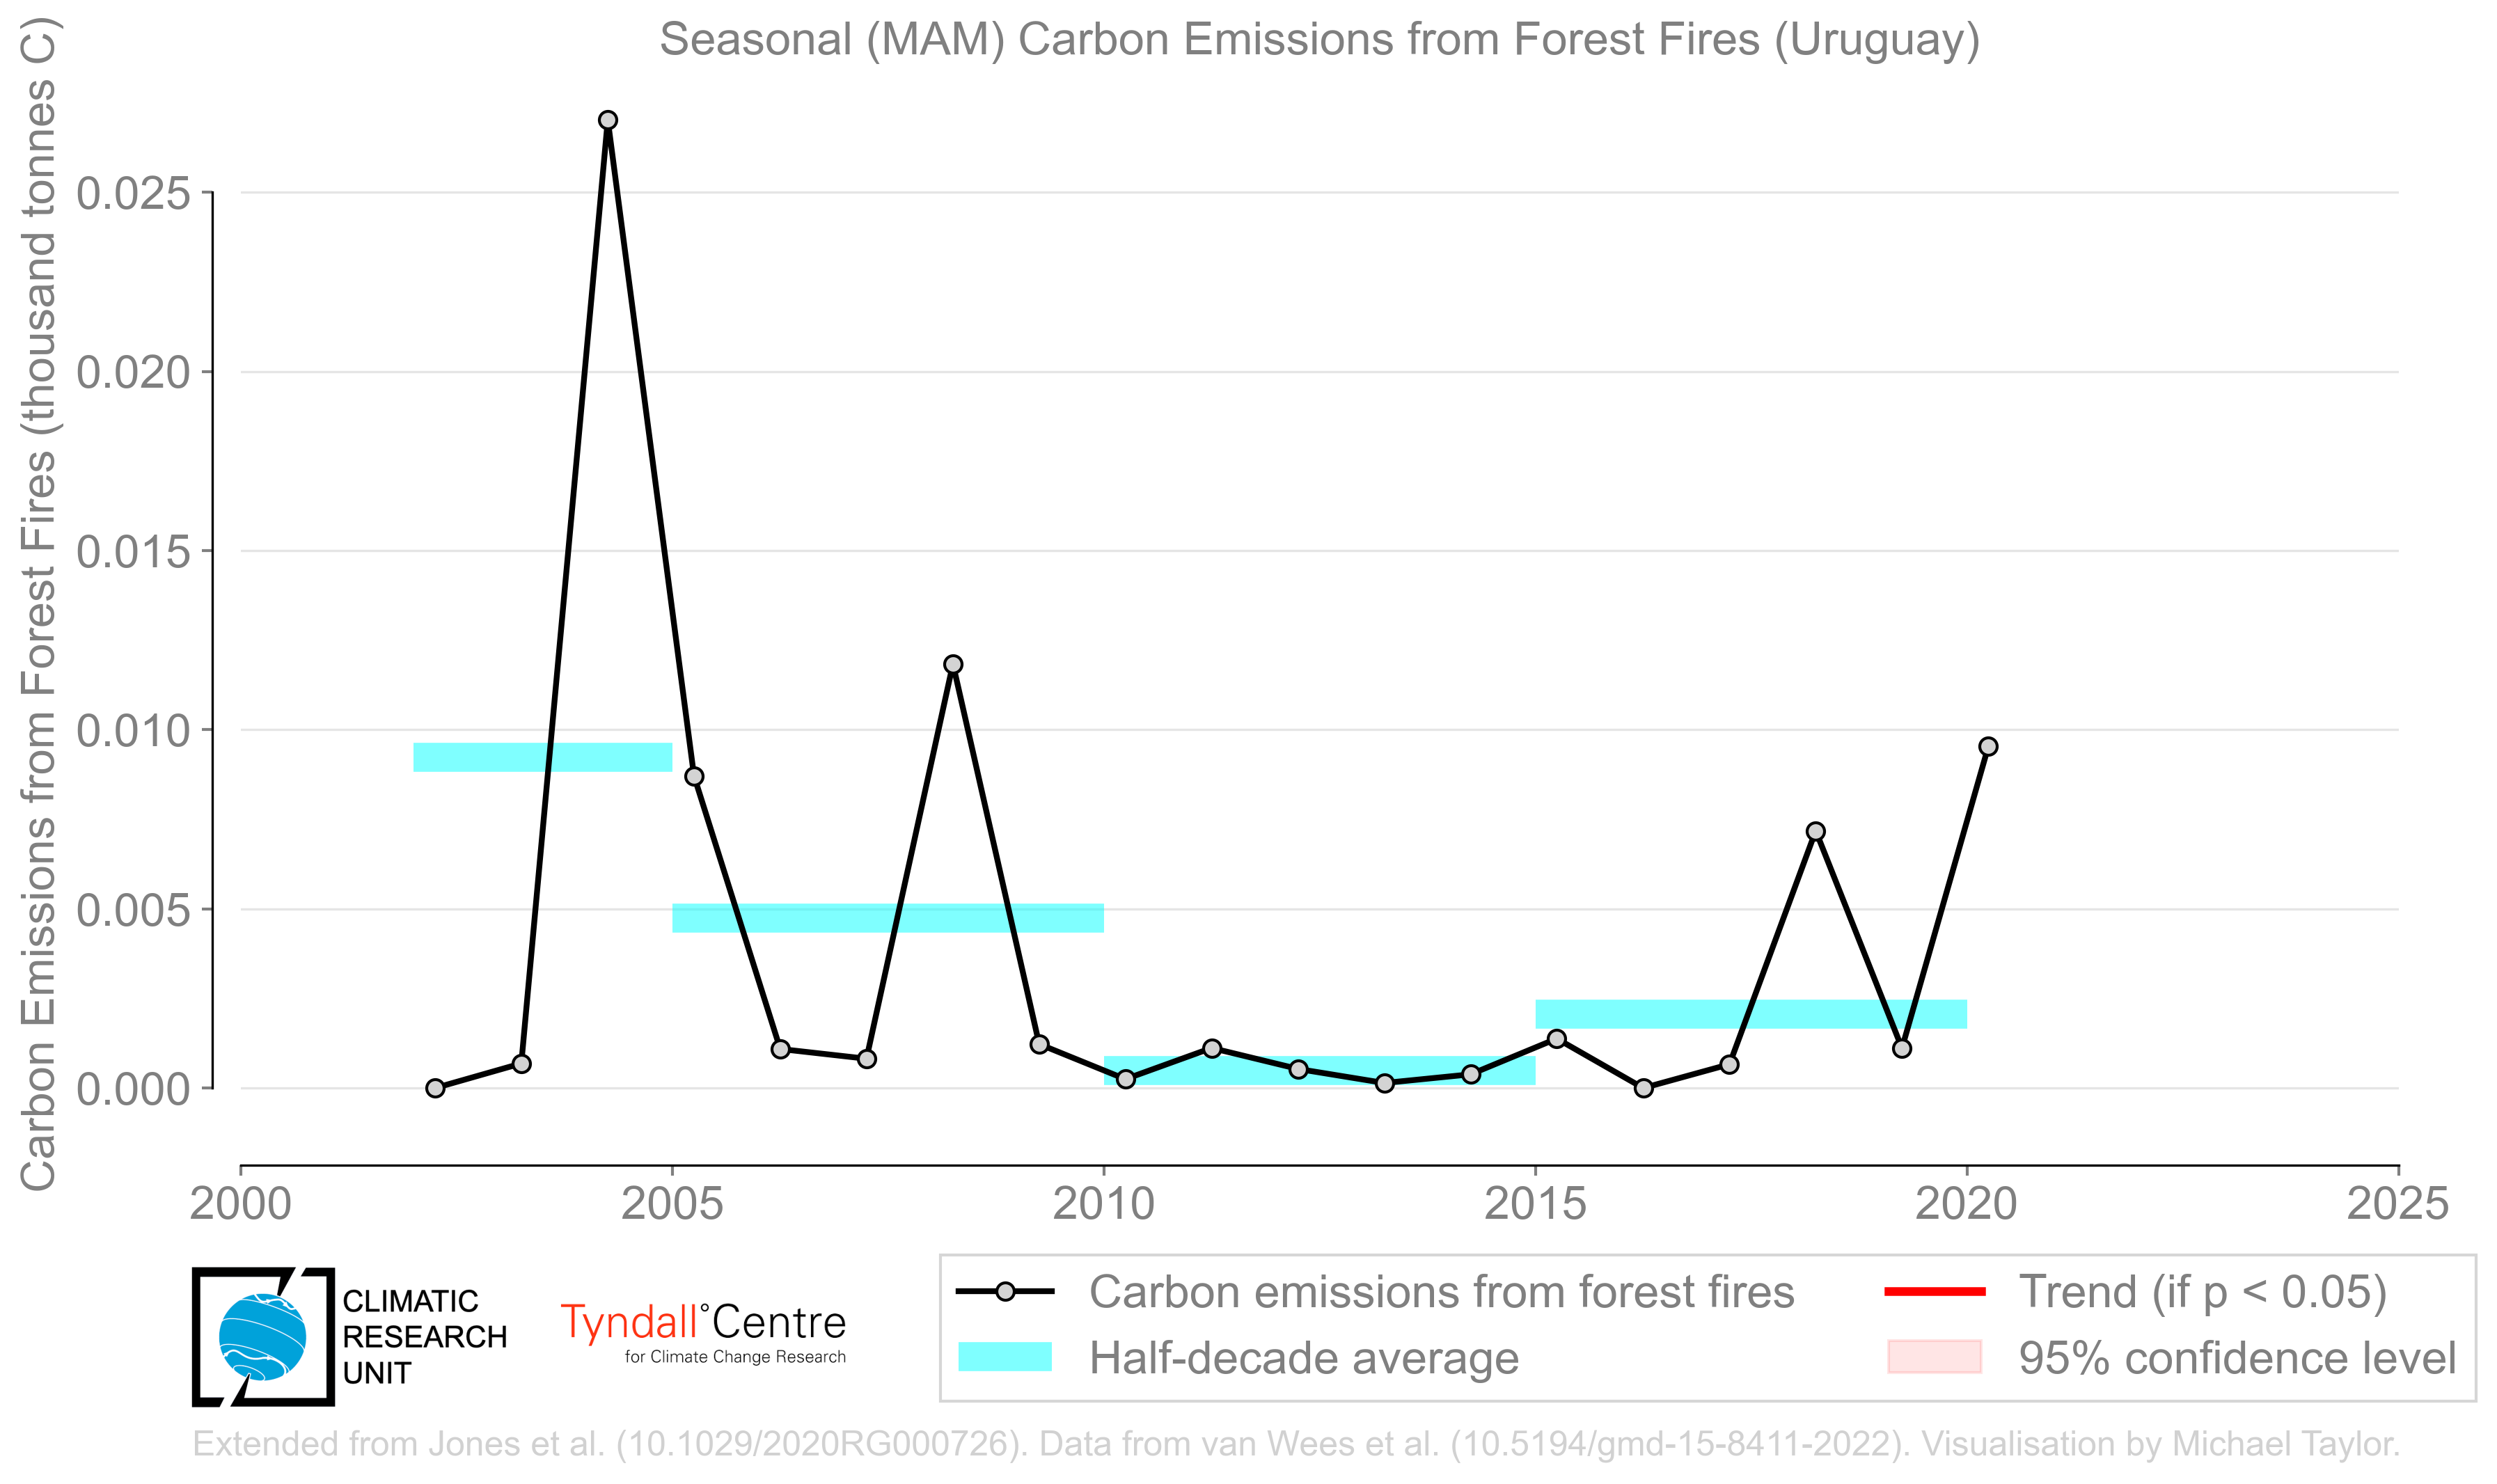 Seasonal (MAM) Carbon Emissions from Forest Fires (Uruguay)
Carbon Emissions from Forest Fires (thousand tonnes C)
0.025
0.020
0.015
0.010
0.005
0.000
2000 2005 2010 2015 2020 2025
CLIMATIC
RESEARCH
UNIT
Tyndall°Centre
for Climate Change Research
Carbon emissions from forest fires
Half-decade average
Trend (if p < 0.05)
95% confidence level
Extended from Jones et al. (10.1029/2020RG000726). Data from van Wees et al. (10.5194/gmd-15-8411-2022). Visualisation by Michael Taylor.